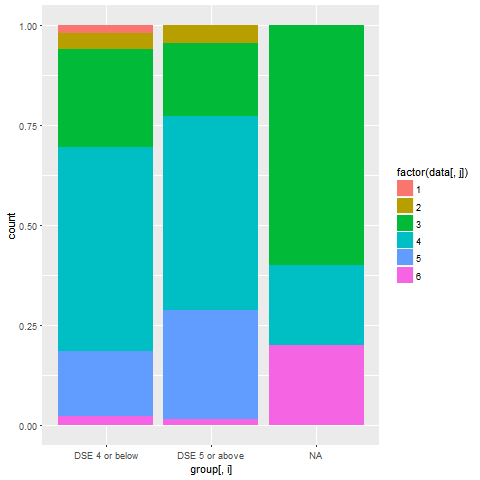 1.00
0.75
0.50
0.25
0.00
count
DSE 4 or below
DSE 5 or above
NA
group[, i]
factor(data[, j])
1
2
3
4
5
6